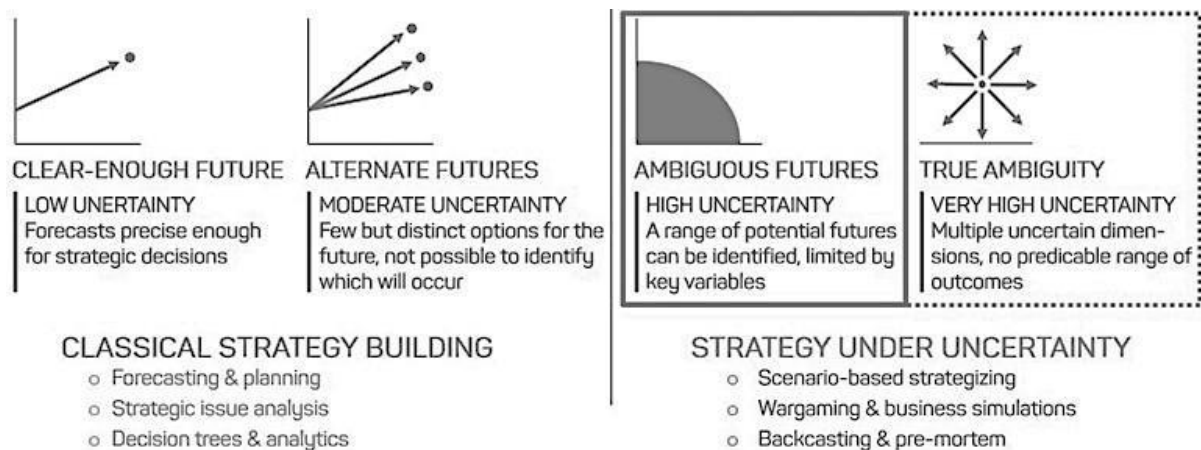 CLEAR-ENOUGH FUTURE
LOW UNERTAINTY
Forecasts precise enough
for strategic decisions
ALTERNATE FUTURES
MODERATE UNCERTAINTY
Few but distinct options for the
future, not possible to identify
which will occur
AMBIGUOUS FUTURES
HIGH UNCERTAINTY
A range of potential futures
can be identified, limited by
key variables
TRUE AMBIGUITY
VERY HIGH UNCERTAINTY
Multiple uncertain dimen-
sions, no predicable range of
outcomes
CLASSICAL STRATEGY BUILDING
Forecasting & planning
Strategic issue analysis
Decision trees & analytics
STRATEGY UNDER UNCERTAINTY
Scenario-based strategizing
Wargaming & business simulations
Backcasting & pre-mortem